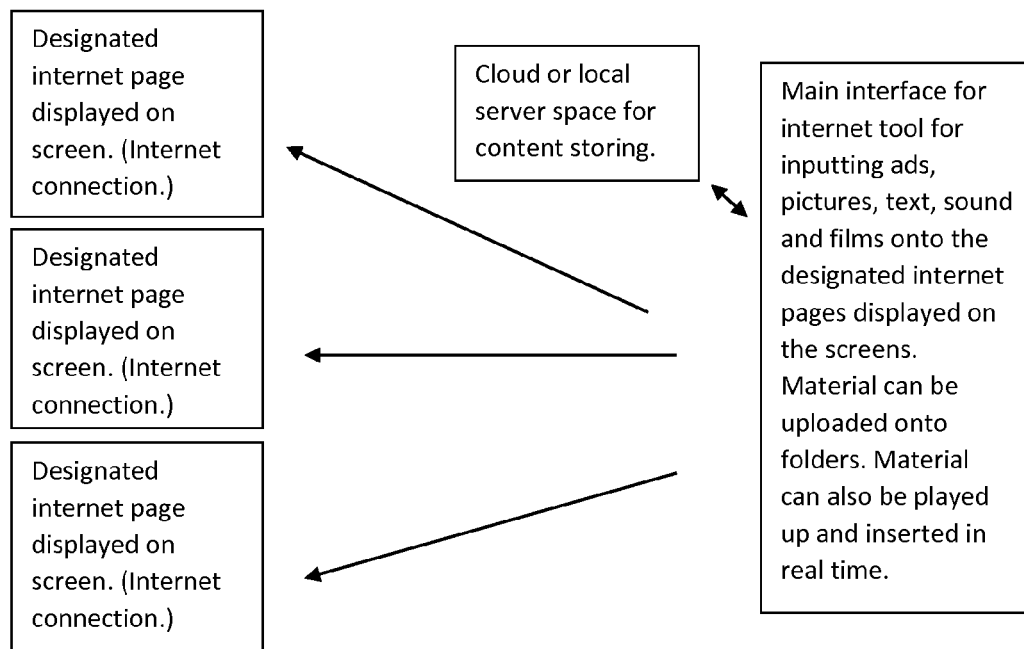 Designated
internet page
displayed on
screen. (Internet
connection.)
Designated
internet page
displayed on
screen. (Internet
connection.)
Designated
internet page
displayed on
screen. (Internet
connection.)
Cloud or local
server space for
content storing.
Main interface for
internet tool for
inputting ads,
pictures, text, sound
and films onto the
designated internet
pages displayed on
the screens.
Material can be
uploaded onto
folders. Material
can also be played
up and inserted in
real time.